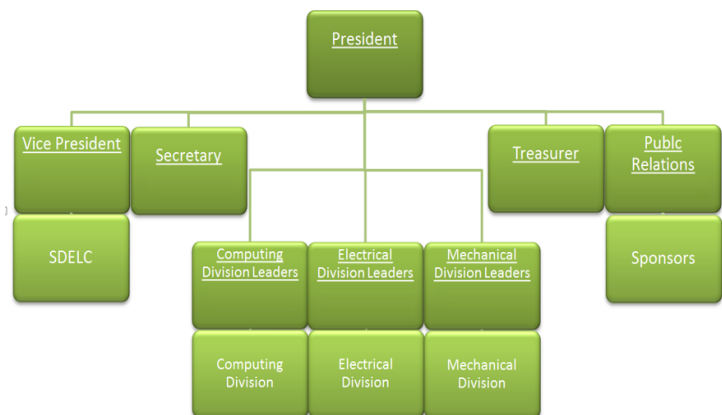 President
Vice President
Secretary
Treasurer
Publc
Relations
SDELC
Sponsors
Computing
Division Leaders
Electrical
Division Leaders
Mechanical
Division Leaders
Computing
Division
Electrical
Division
Mechanical
Division